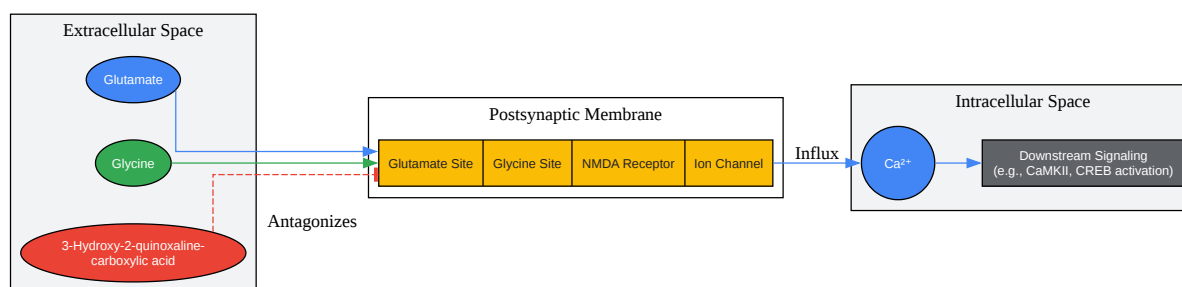 Extracellular Space
Glutamate
Glycine
3-Hydroxy-2-quinoxaline-
carboxylic acid
Antagonizes
Postsynaptic Membrane
Glutamate Site
Glycine Site
NMDA Receptor
Ion Channel
Influx
Intracellular Space
Ca²⁺
Downstream Signaling
(e.g., CaMKII, CREB activation)